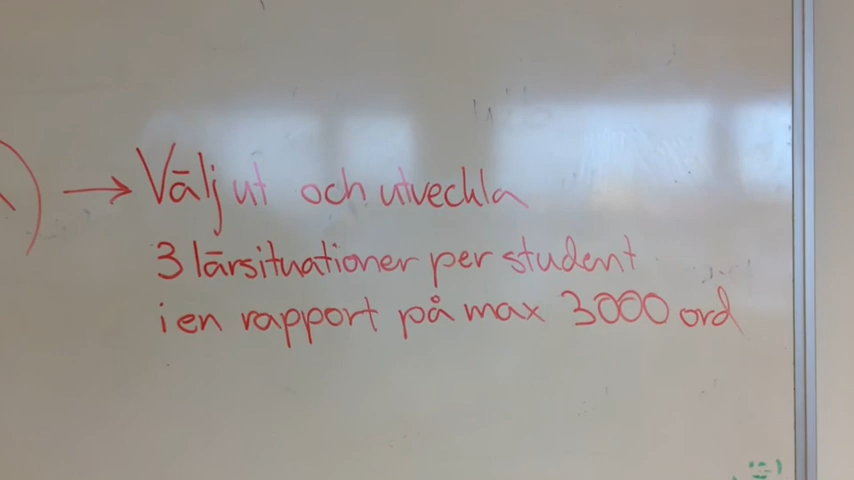 → Välj ut och utveckla
3 lärsituationer per student
i en rapport på max 3000 ord